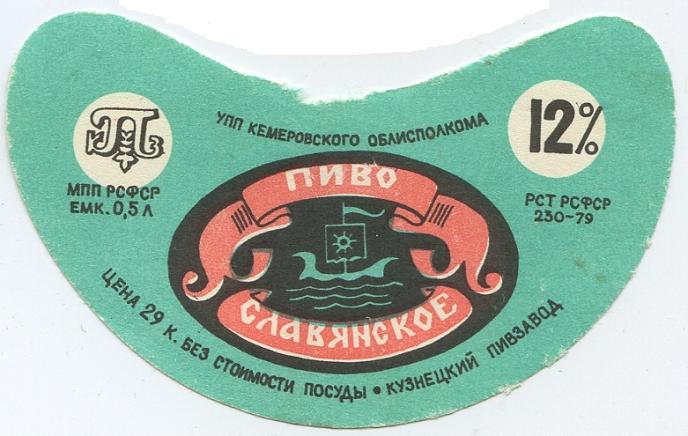 УПП КЕМЕРОВСКОГО ОБЛИСПОЛКОМА
П
МПП РСФСР
ЕМК. 0,5 Л
12%
РСТ РСФСР
230-79
ПИВО
СЛАВЯНСКОЕ
ЦЕНА 29 К. БЕЗ СТОИМОСТИ ПОСУДЫ • КУЗНЕЦКИЙ ПИВЗАВОД